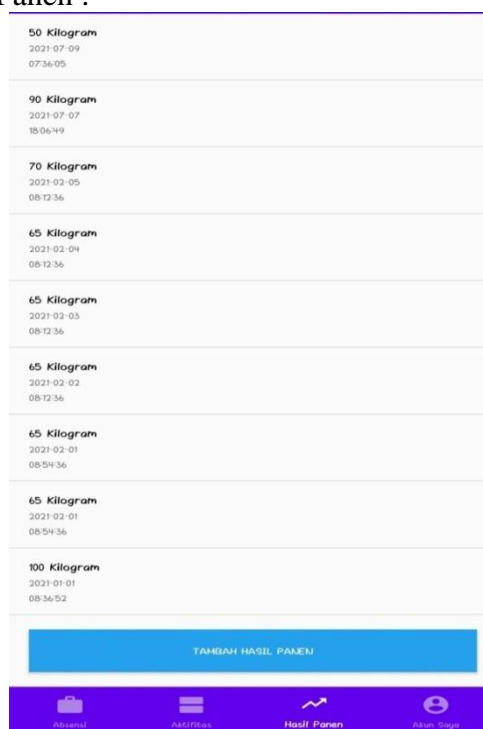 50 Kilogram
2021-07-09
07:36:05
90 Kilogram
2021-07-07
18:06:49
70 Kilogram
2021-02-05
08:12:36
65 Kilogram
2021-02-04
08:12:36
65 Kilogram
2021-02-03
08:12:36
65 Kilogram
2021-02-02
08:12:36
65 Kilogram
2021-02-01
08:54:36
65 Kilogram
2021-02-01
08:54:36
100 Kilogram
2021-01-01
08:36:52
TAMBAH HASIL PANEN
Absensi Aktifitas Hasil Panen Akun Saya